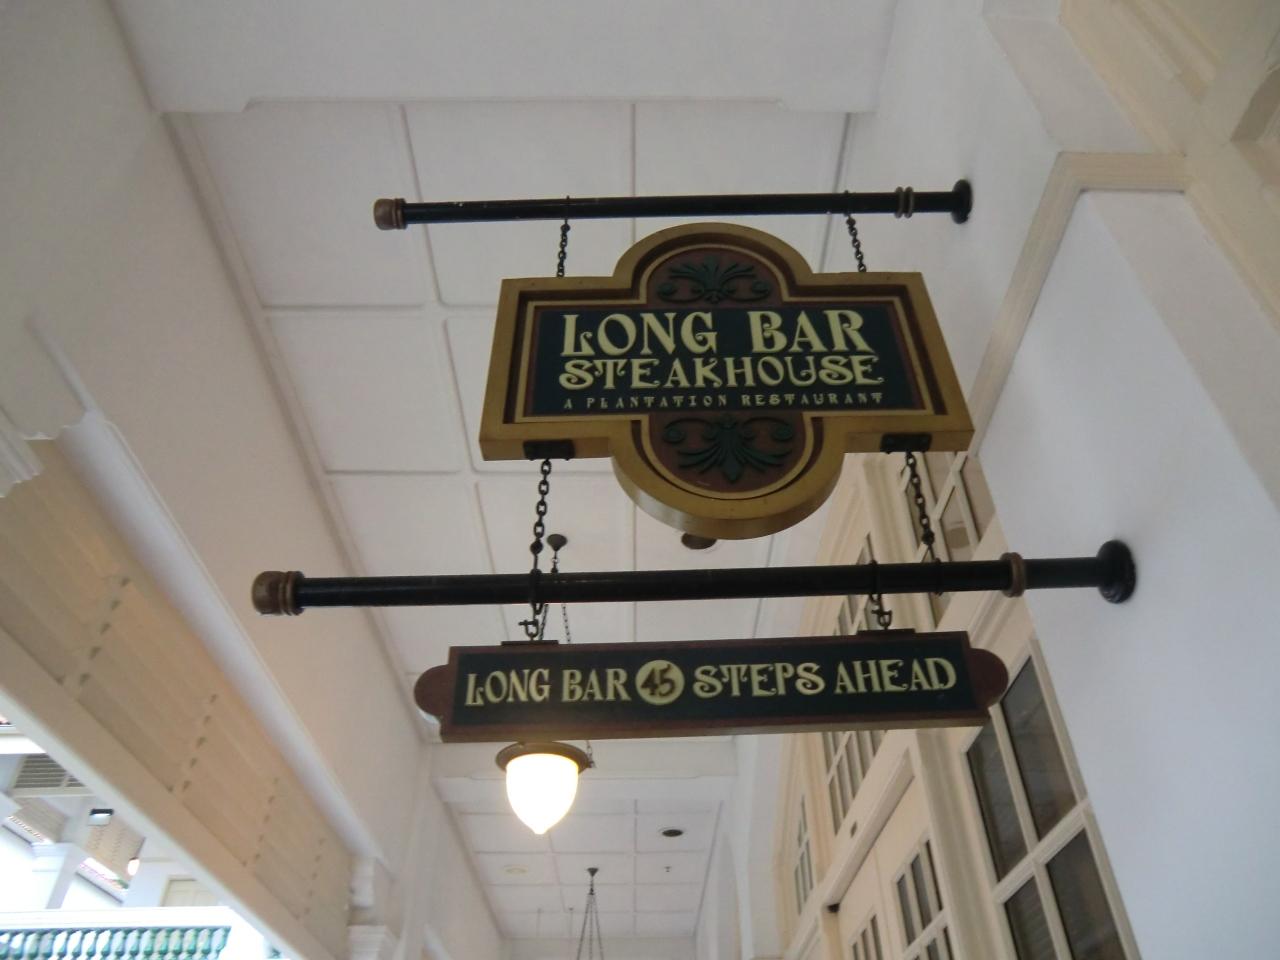 LONG BAR
STEAKHOUSE
A PLANTATION RESTAURANT
LONG BAR 45 STEPS AHEAD